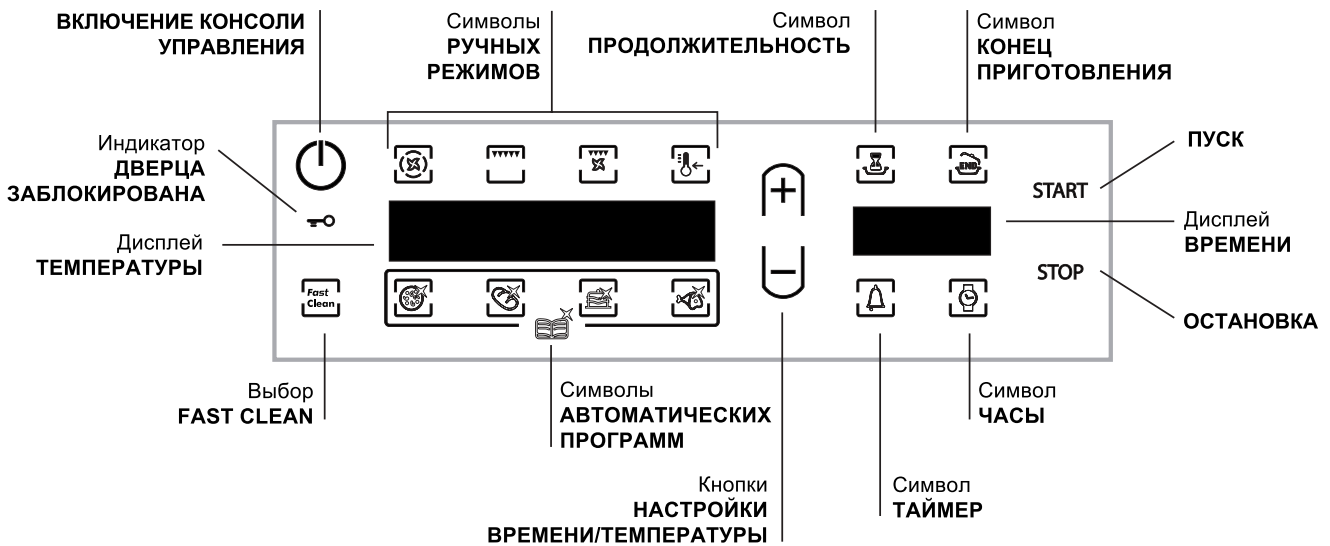 ВКЛЮЧЕНИЕ КОНСОЛИ
УПРАВЛЕНИЯ
Символы
РУЧНЫХ
РЕЖИМОВ
Символ
ПРОДОЛЖИТЕЛЬНОСТЬ
Символ
КОНЕЦ
ПРИГОТОВЛЕНИЯ
Индикатор
ДВЕРЦА
ЗАБЛОКИРОВАНА
Дисплей
ТЕМПЕРАТУРЫ
END
START
ПУСК
Дисплей
ВРЕМЕНИ
STOP
ОСТАНОВКА
Fast
Clean
Выбор
FAST CLEAN
Символы
АВТОМАТИЧЕСКИХ
ПРОГРАММ
Кнопки
НАСТРОЙКИ
ВРЕМЕНИ/ТЕМПЕРАТУРЫ
Символ
ТАЙМЕР
Символ
ЧАСЫ